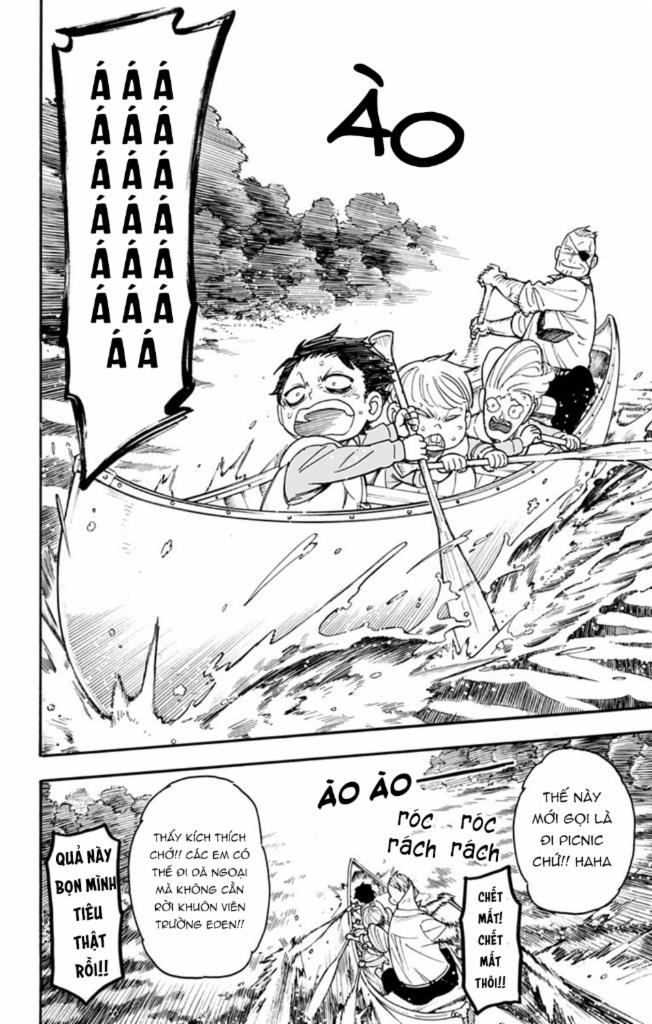 ÀO
Á Á Á
Á Á Á
Á Á Á
Á Á Á
Á Á Á
Á Á Á
Á Á
THẾ NÀY
MỚI GỌI LÀ
ĐI PICNIC
CHỨ!! HAHA
ÀO ÀO
RÓC RÓC
RÁCH RÁCH
CHẾT
MẤT!
CHẾT
MẤT
THÔI!!
THẤY KÍCH THÍCH
CHỚ!! CÁC EM CÓ
THỂ ĐI DÃ NGOẠI
MÀ KHÔNG CẦN
RỜI KHUÔN VIÊN
TRƯỜNG EDEN!!
QUẢ NÀY
BỌN MÌNH
TIÊU
THẬT
RỒI!!